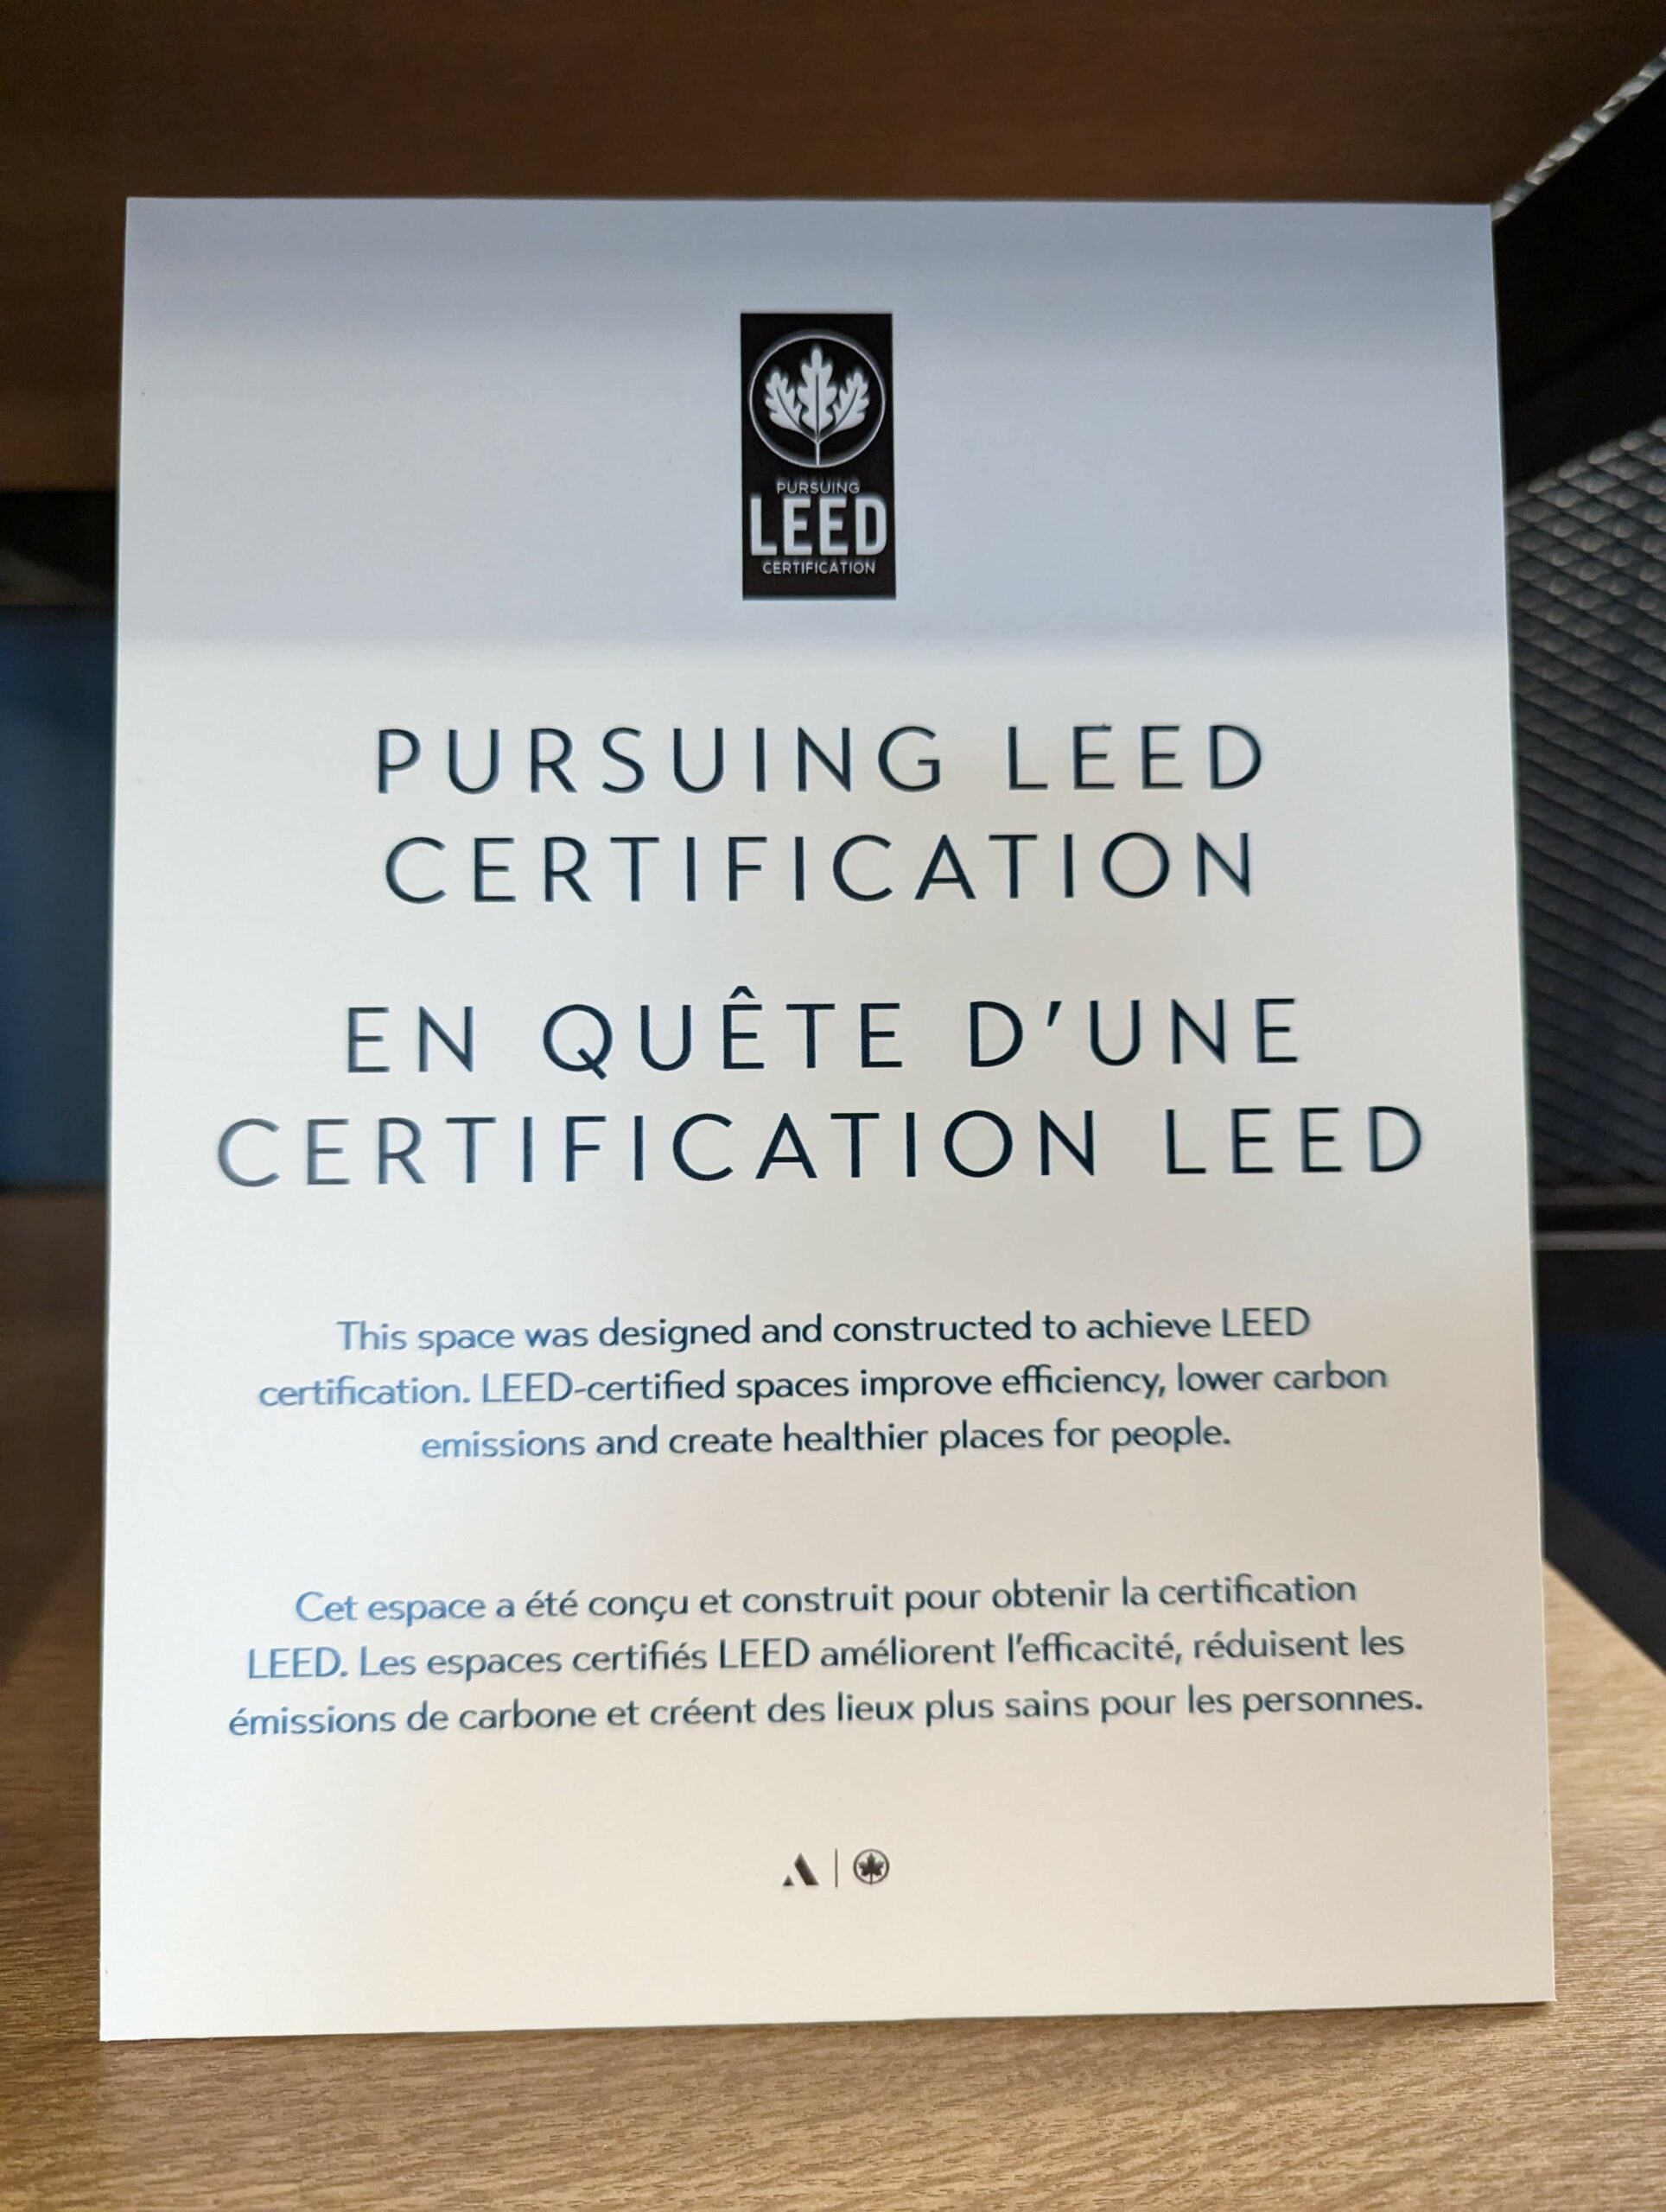 PURSUING
LEED
CERTIFICATION
PURSUING LEED
CERTIFICATION
EN QUÊTE D'UNE
CERTIFICATION LEED
This space was designed and constructed to achieve LEED
certification. LEED-certified spaces improve efficiency, lower carbon
emissions and create healthier places for people.
Cet espace a été conçu et construit pour obtenir la certification
LEED. Les espaces certifiés LEED améliorent l'efficacité, réduisent les
émissions de carbone et créent des lieux plus sains pour les personnes.